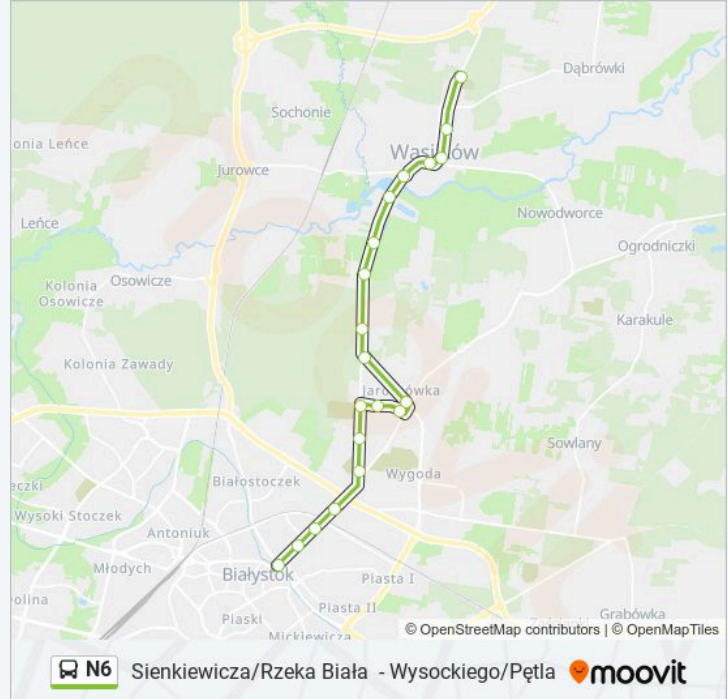 Dąbrówki
Sochonie
onia Leńce
Jurowce
Leńce
Nowodworce
Ogrodniczki
Kolonia
Osowicze
Osowicze
Karakule
Kolonia Zawady
Sowlany
Wygoda
eczki
Białostoczek
Wysoki Stoczek
Antoniuk
Młodych
Białystok
Piasta I
olina
Piasta II
Piaski
Grabówka
Mickiewicza
© OpenStreetMap contributors | © OpenMapTiles
N6 Sienkiewicza/Rzeka Biała - Wysockiego/Pętla moovit